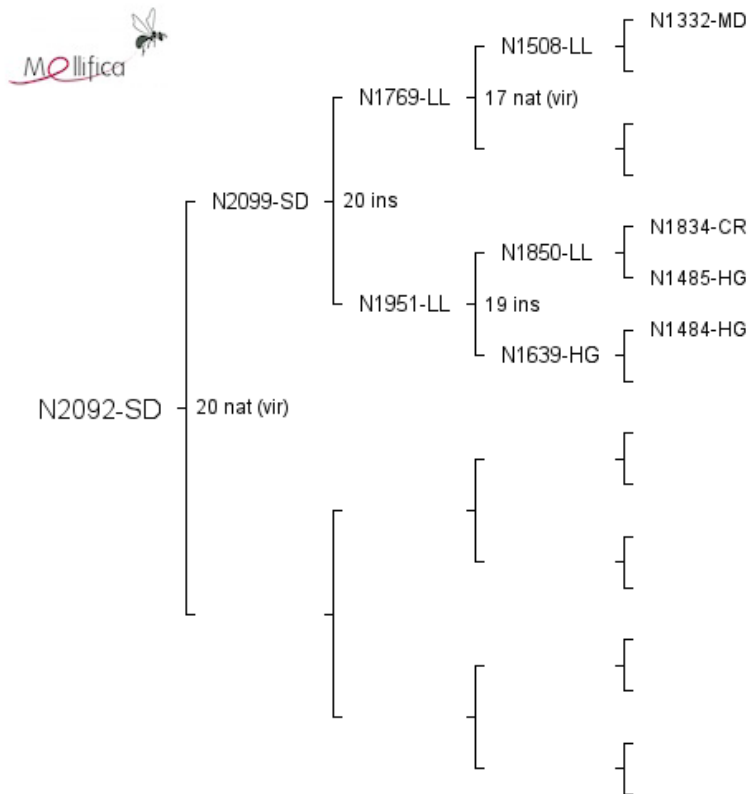 Mellifica
N1332-MD
N1508-LL
N1769-LL
17 nat (vir)
N2099-SD
20 ins
N1834-CR
N1850-LL
N1485-HG
N1951-LL
19 ins
N1484-HG
N1639-HG
N2092-SD
20 nat (vir)